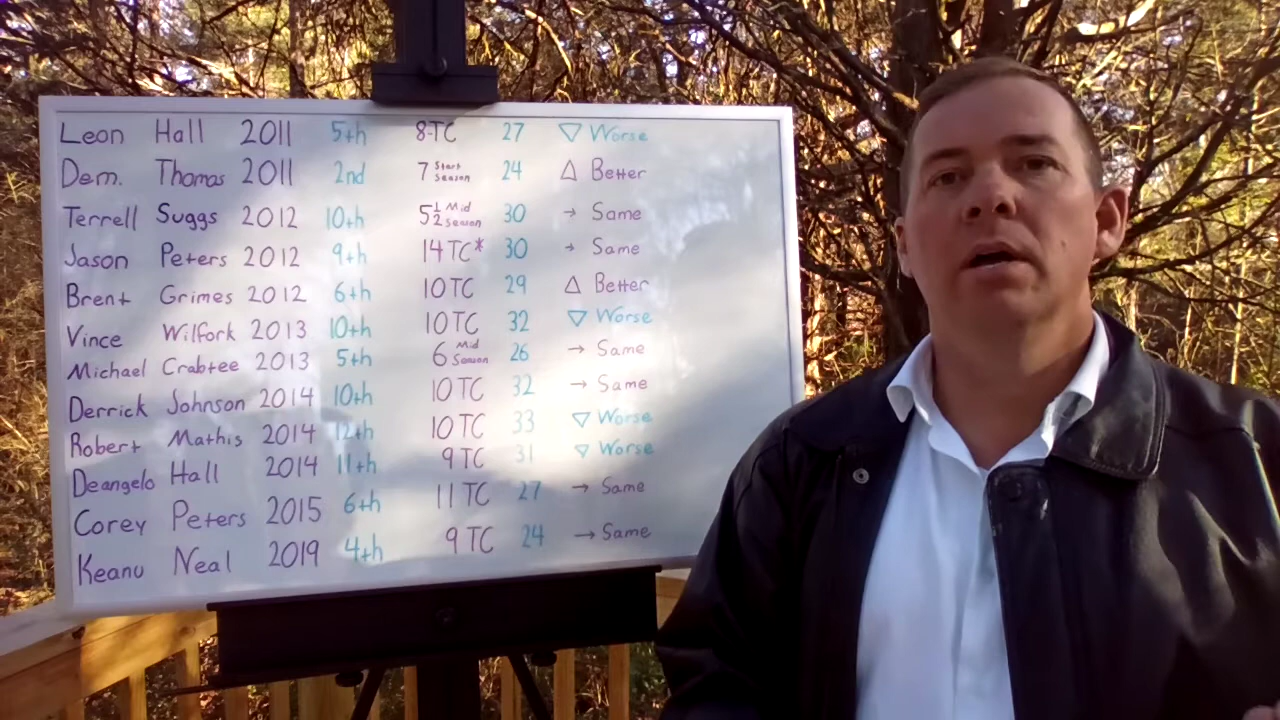 Leon Hall 2011 5th 8-TC 27 ▽ Worse
Dem. Thomas 2011 2nd 7 Start Season 24 △ Better
Terrell Suggs 2012 10th 5½ Mid Season 30 → Same
Jason Peters 2012 9th 14 TC* 30 → Same
Brent Grimes 2012 6th 10 TC 29 △ Better
Vince Wilfork 2013 10th 10 TC 32 ▽ Worse
Michael Crabtee 2013 5th 6 Mid Season 26 → Same
Derrick Johnson 2014 10th 10 TC 32 → Same
Robert Mathis 2014 12th 10 TC 33 ▽ Worse
Deangelo Hall 2014 11th 9 TC 31 ▽ Worse
Corey Peters 2015 6th 11 TC 27 → Same
Keanu Neal 2019 4th 9 TC 24 → Same